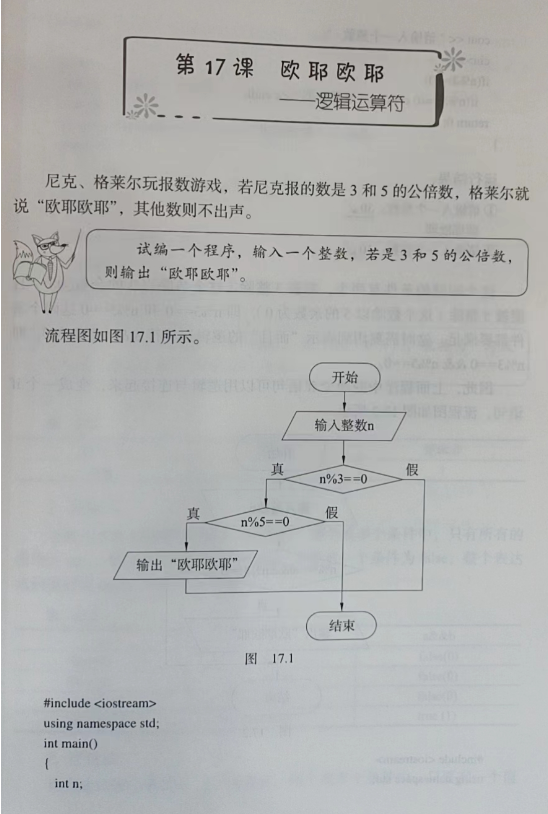 第 17 课 欧耶欧耶
——逻辑运算符
尼克、格莱尔玩报数游戏，若尼克报的数是 3 和 5 的公倍数，格莱尔就
说“欧耶欧耶”，其他数则不出声。
试编一个程序，输入一个整数，若是 3 和 5 的公倍数，
则输出“欧耶欧耶”。
流程图如图 17.1 所示。
开始
输入整数n
真 n%3==0 假
真 n%5==0 假
输出“欧耶欧耶”
结束
图 17.1
#include <iostream>
using namespace std;
int main()
{
int n;